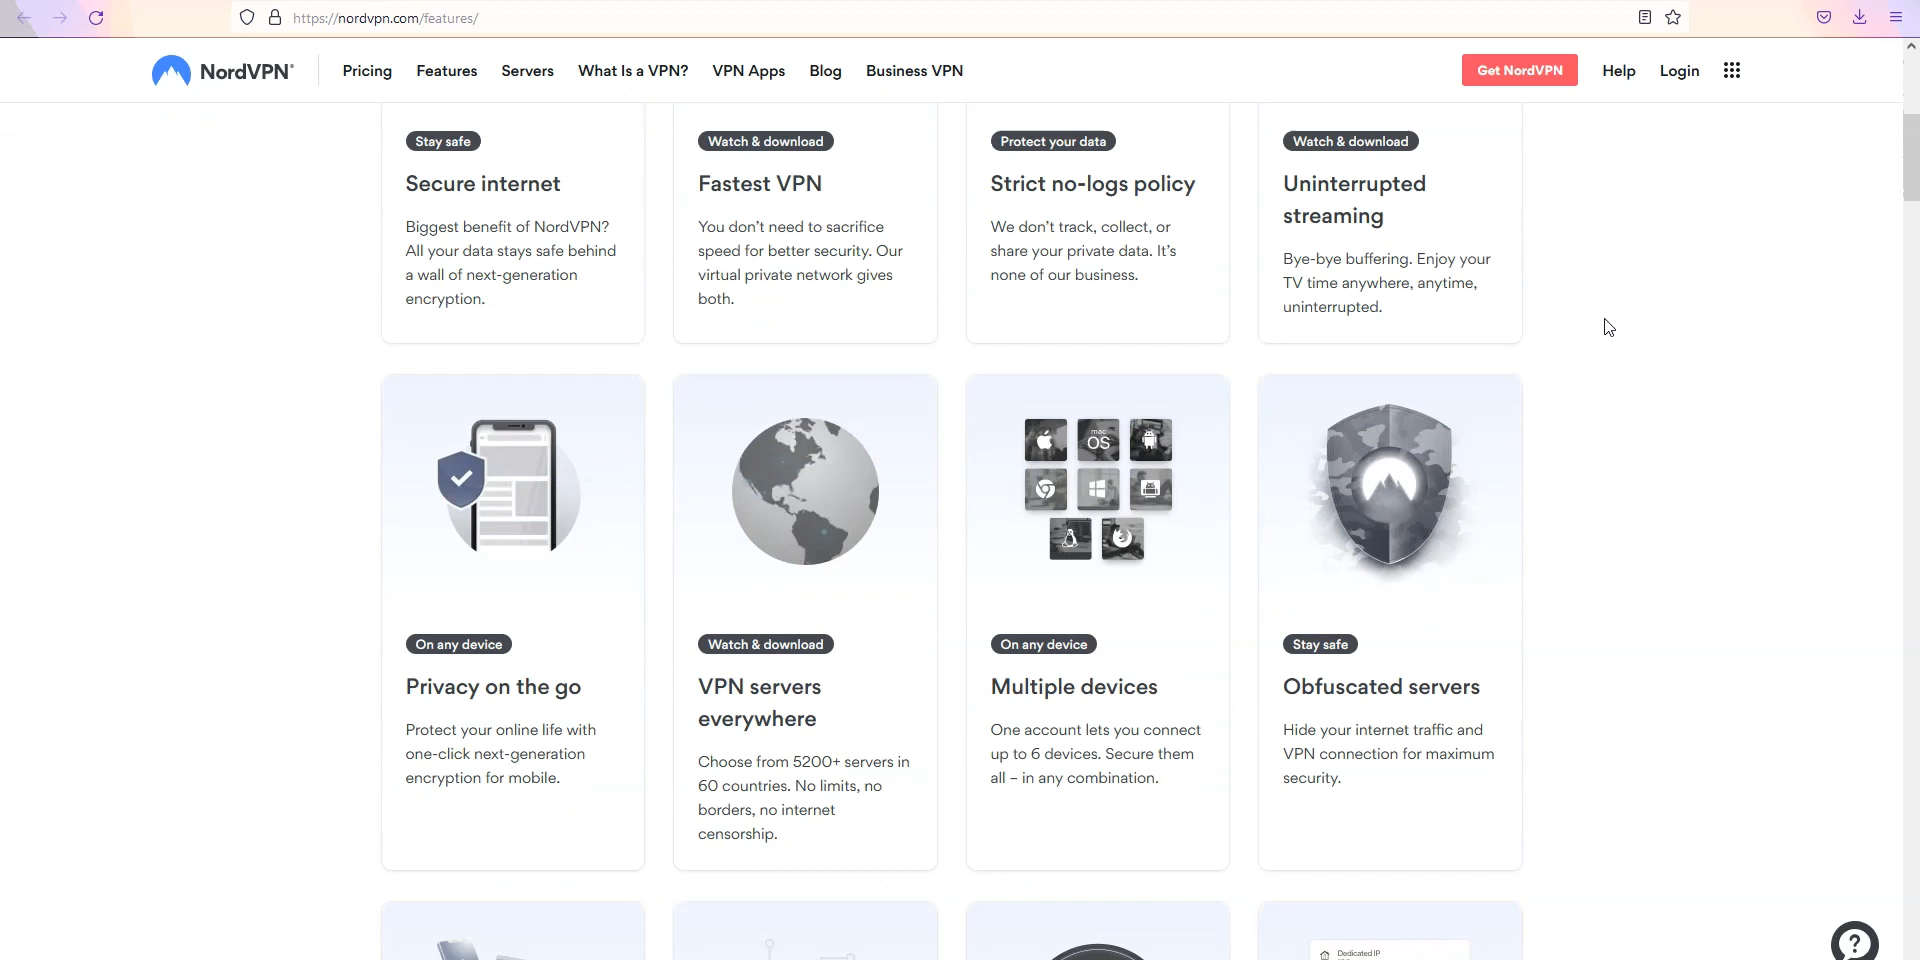 https://nordvpn.com/features/
NordVPN®
Pricing
Features
Servers
What Is a VPN?
VPN Apps
Blog
Business VPN
Get NordVPN
Help
Login
Stay safe
Secure internet
Biggest benefit of NordVPN?
All your data stays safe behind
a wall of next-generation
encryption.
Watch & download
Fastest VPN
You don’t need to sacrifice
speed for better security. Our
virtual private network gives
both.
Protect your data
Strict no-logs policy
We don’t track, collect, or
share your private data. It’s
none of our business.
Watch & download
Uninterrupted
streaming
Bye-bye buffering. Enjoy your
TV time anywhere, anytime,
uninterrupted.
On any device
Privacy on the go
Protect your online life with
one-click next-generation
encryption for mobile.
Watch & download
VPN servers
everywhere
Choose from 5200+ servers in
60 countries. No limits, no
borders, no internet
censorship.
mac
OS
On any device
Multiple devices
One account lets you connect
up to 6 devices. Secure them
all – in any combination.
Stay safe
Obfuscated servers
Hide your internet traffic and
VPN connection for maximum
security.
Dedicated IP
?